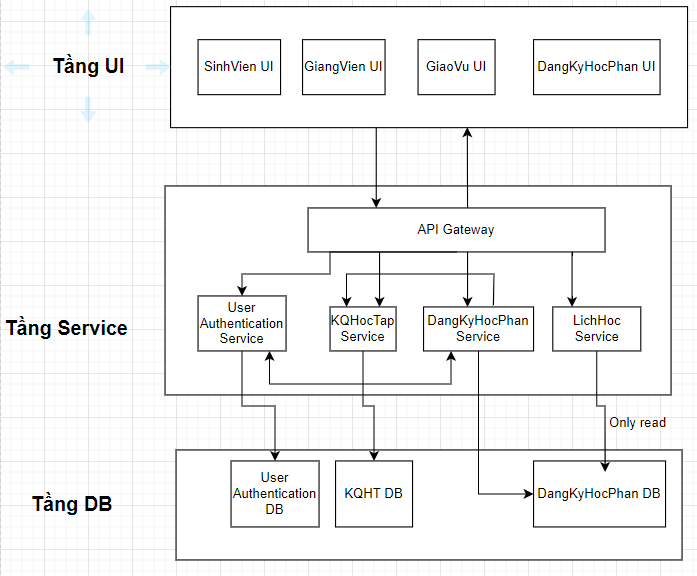 Tầng UI
SinhVien UI
GiangVien UI
GiaoVu UI
DangKyHocPhan UI
API Gateway
Tầng Service
User
Authentication
Service
KQHocTap
Service
DangKyHocPhan
Service
LichHoc
Service
Only read
Tầng DB
User
Authentication
DB
KQHT DB
DangKyHocPhan DB